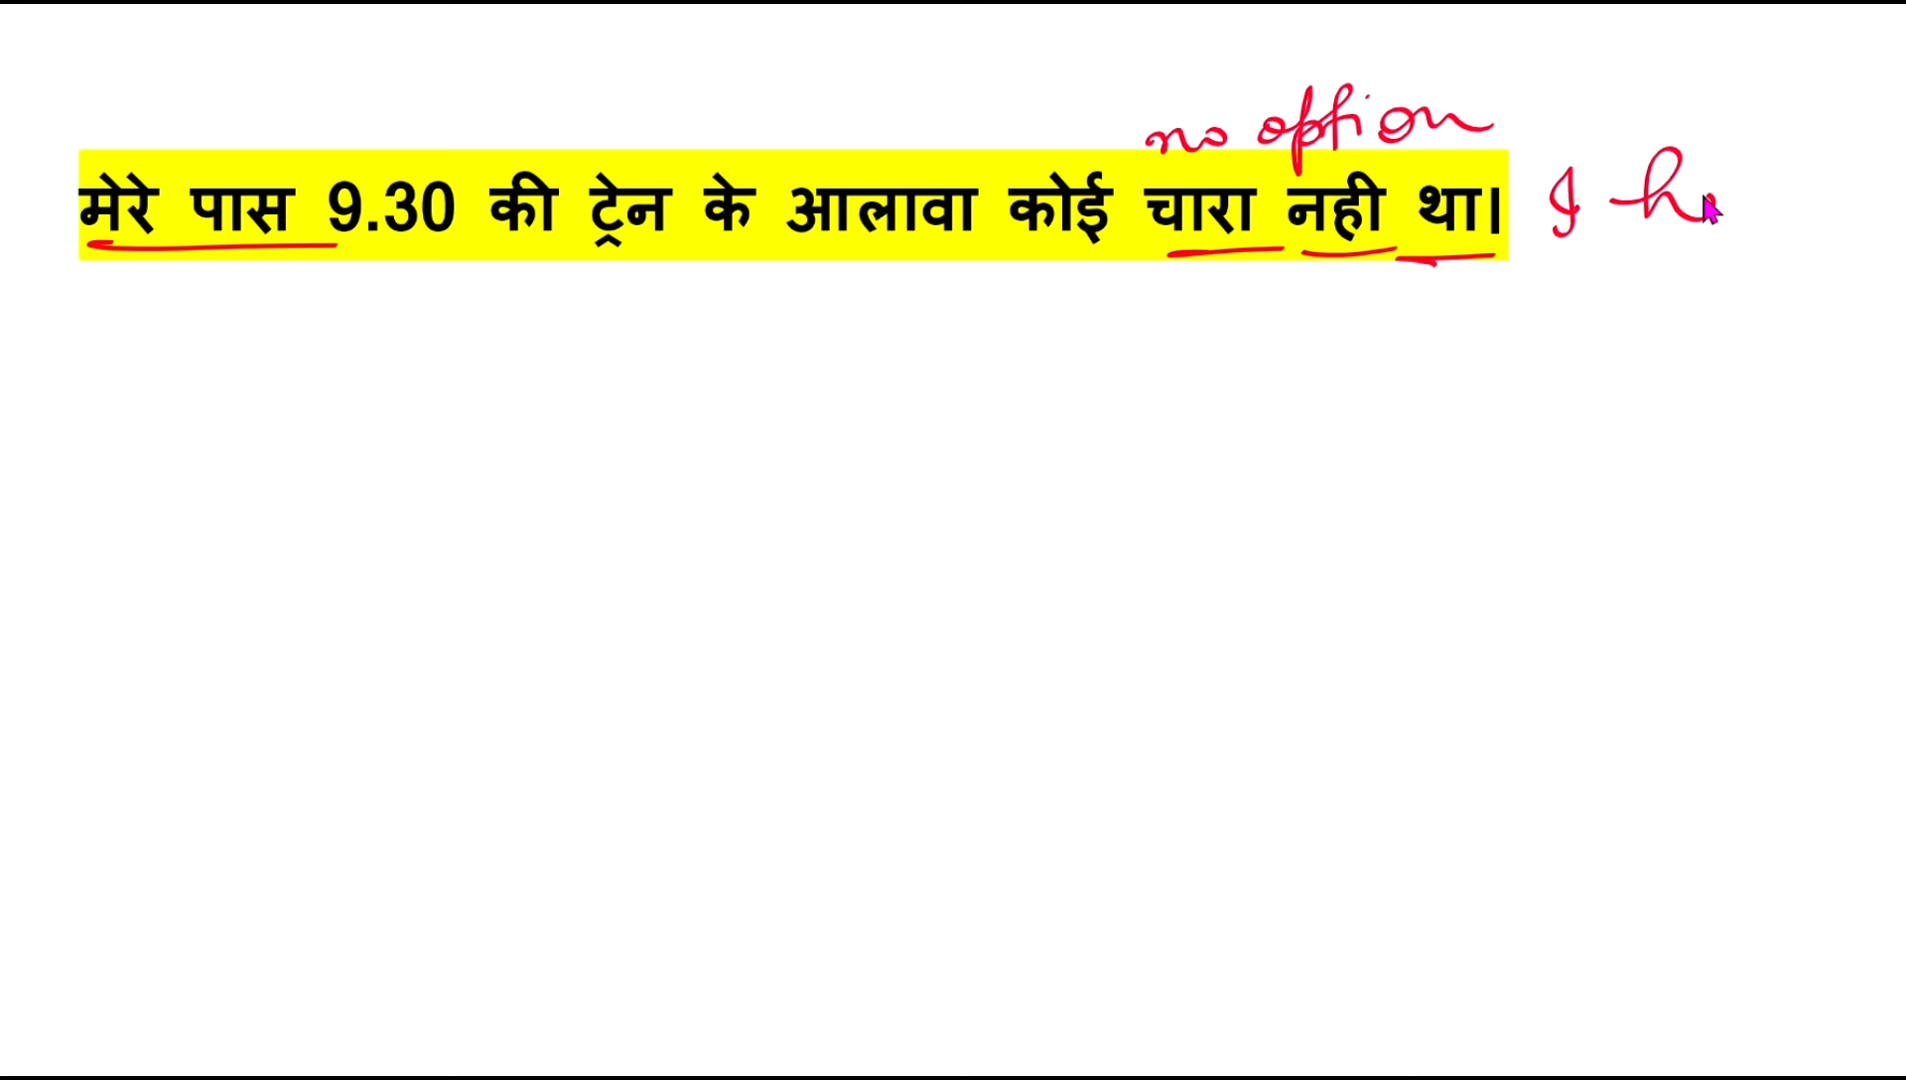 no option
मेरे पास 9.30 की ट्रेन के आलावा कोई चारा नही था। I h